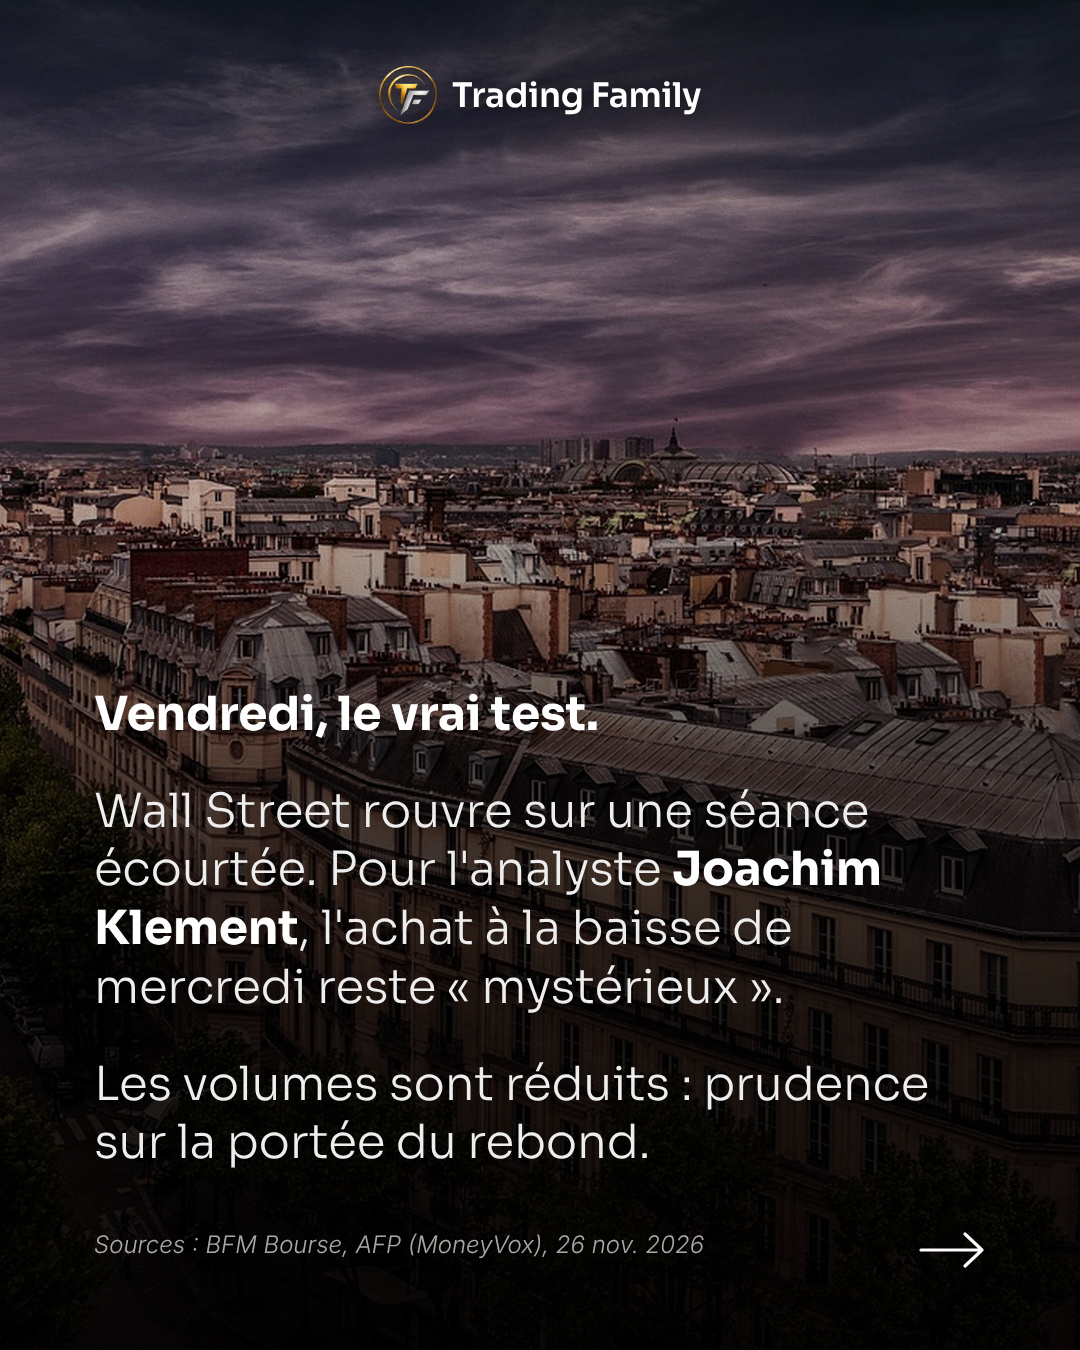 TF Trading Family
Vendredi, le vrai test.
Wall Street rouvre sur une séance
écourtée. Pour l'analyste Joachim
Klement, l'achat à la baisse de
mercredi reste « mystérieux ».
Les volumes sont réduits : prudence
sur la portée du rebond.
Sources : BFM Bourse, AFP (MoneyVox), 26 nov. 2026